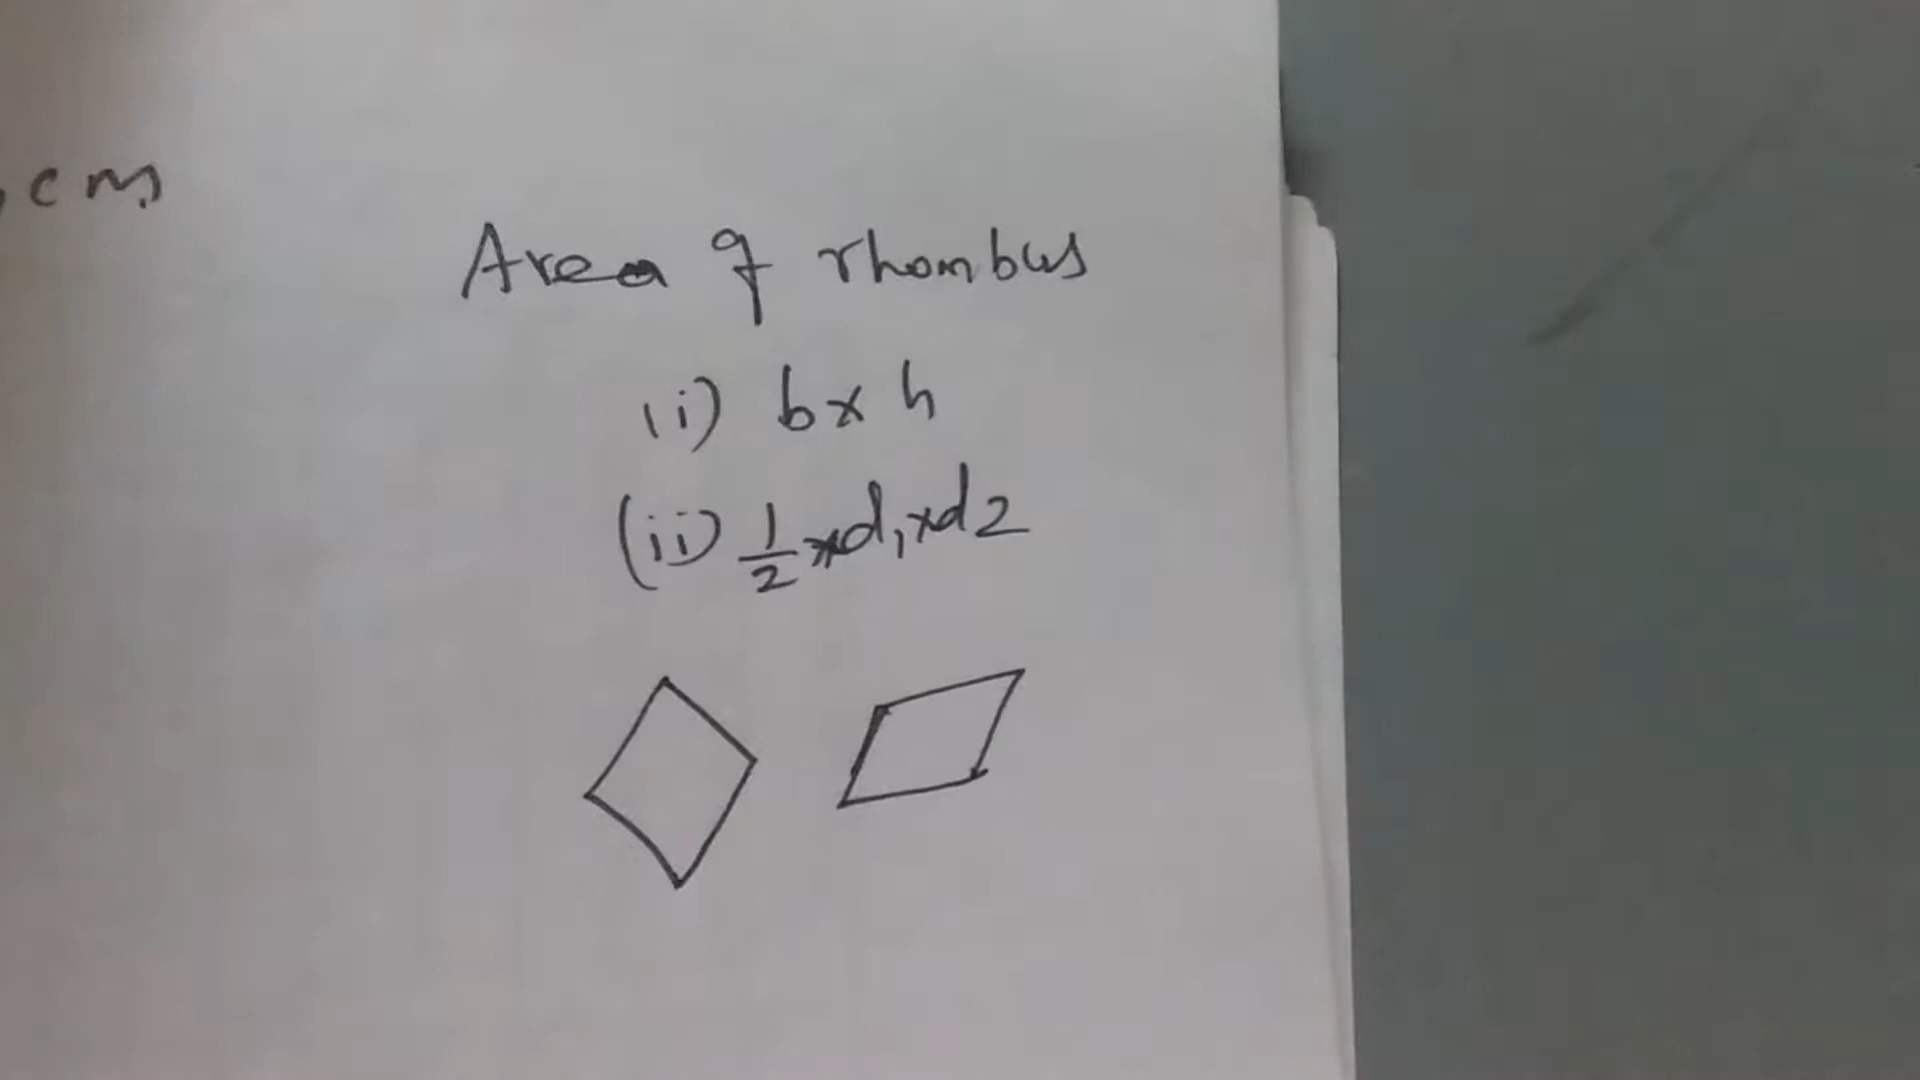 cm
Area of rhombus
(i) b x h
(ii) 1/2 x d1 x d2